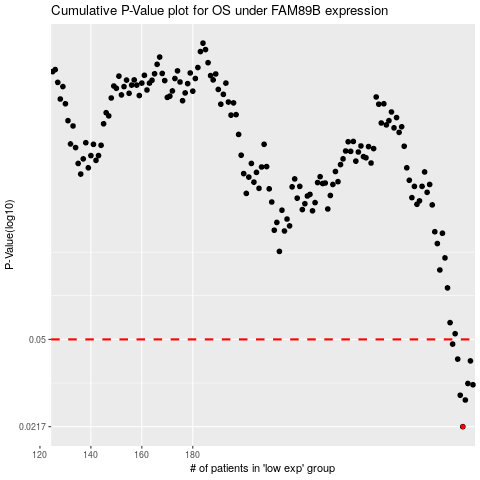 Cumulative P-Value plot for OS under FAM89B expression
P-Value(log10)
0.05
0.0217
120 140 160 180
# of patients in 'low exp' group